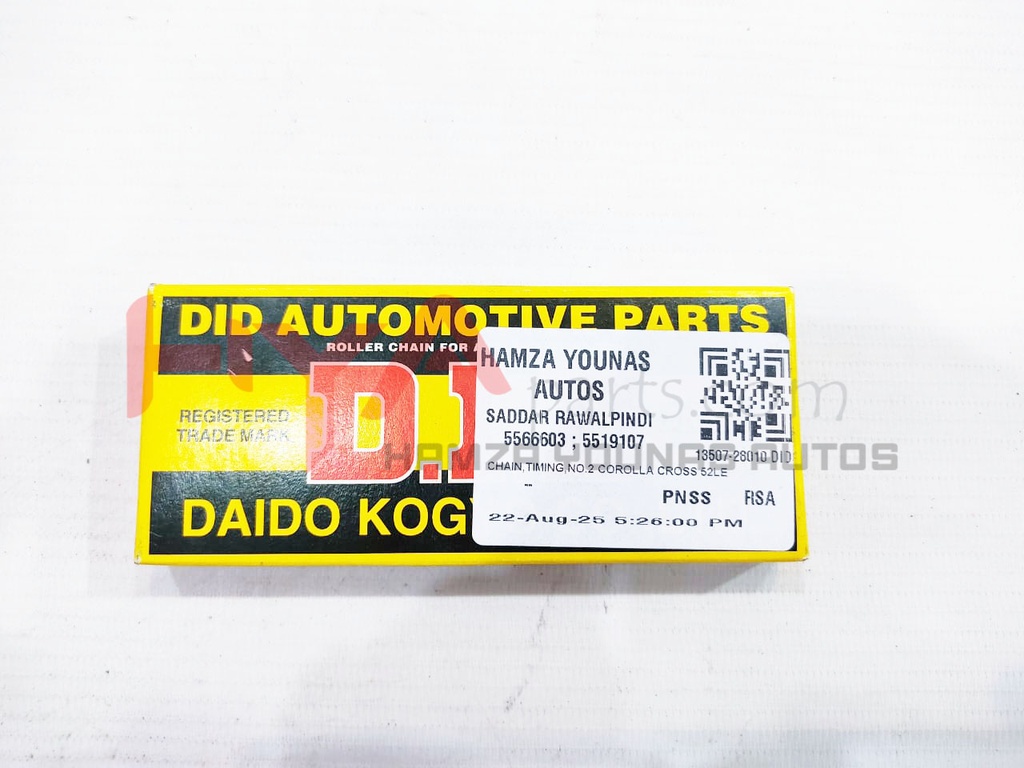 DID AUTOMOTIVE PARTS
ROLLER CHAIN FOR
REGISTERED
TRADE MARK
D.I
DAIDO KOGY
HAMZA YOUNAS
AUTOS
SADDAR RAWALPINDI
5566603 ; 5519107
13507-28010 DID
CHAIN,TIMING NO.2 COROLLA CROSS 52LE
--
PNSS RSA
22-Aug-25 5:26:00 PM
parts.com
HAMZA YOUNAS AUTOS